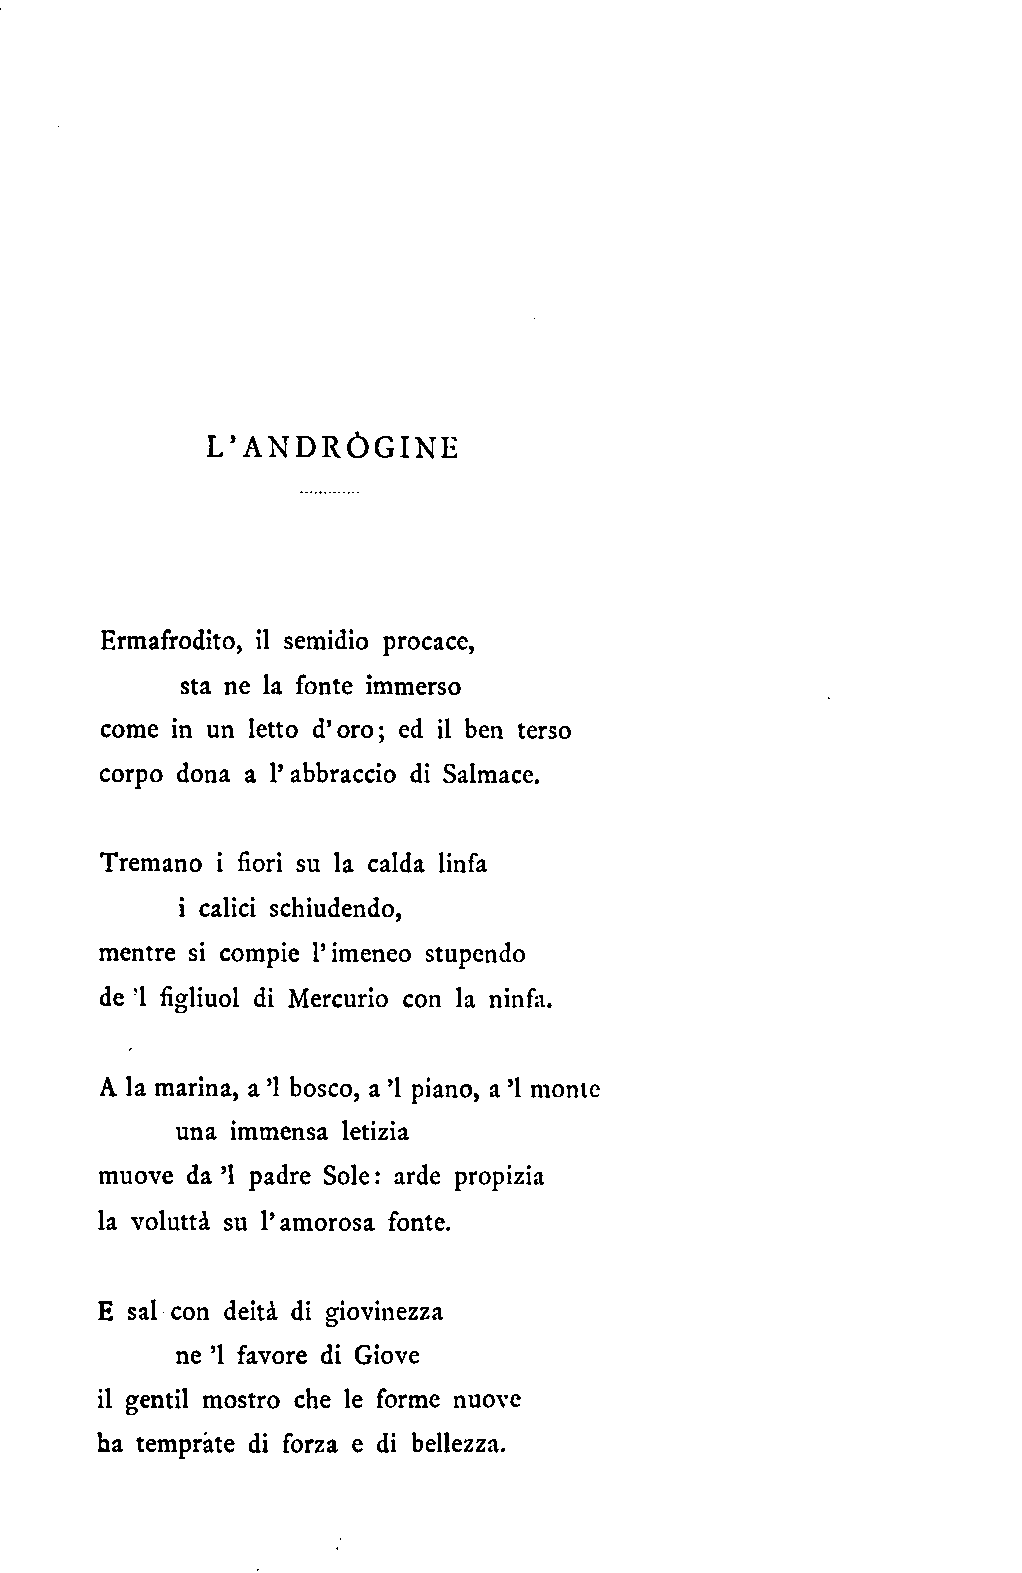 L'ANDRÒGINE
Ermafrodito, il semidio procace,
sta ne la fonte immerso
come in un letto d'oro; ed il ben terso
corpo dona a l'abbraccio di Salmace.
Tremano i fiori su la calda linfa
i calici schiudendo,
mentre si compie l'imeneo stupendo
de 'l figliuol di Mercurio con la ninfa.
A la marina, a 'l bosco, a 'l piano, a 'l monte
una immensa letizia
muove da 'l padre Sole: arde propizia
la voluttà su l'amorosa fonte.
E sal con deità di giovinezza
ne 'l favore di Giove
il gentil mostro che le forme nuove
ha tempràte di forza e di bellezza.